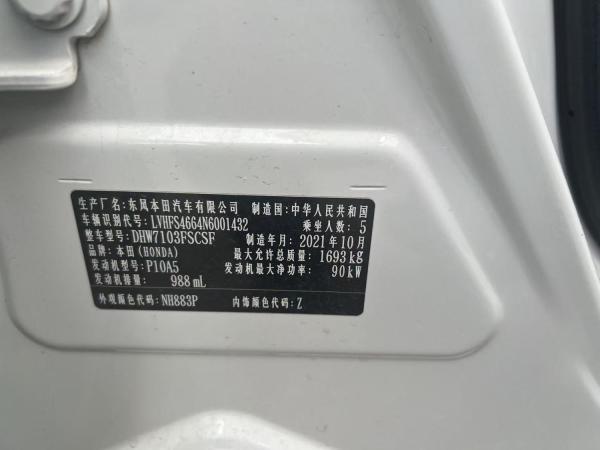 生产厂名:东风本田汽车有限公司 制造国:中华人民共和国
车辆识别代号:LVHFS4664N6001432 乘坐人数:5
整车型号:DHW7103FSCSF 制造年月:2021年10月
品牌:本田(HONDA) 最大允许总质量:1693kg
发动机型号:P10A5 发动机最大净功率:90kW
发动机排量:988mL
外观颜色代码:NH883P 内饰颜色代码:Z